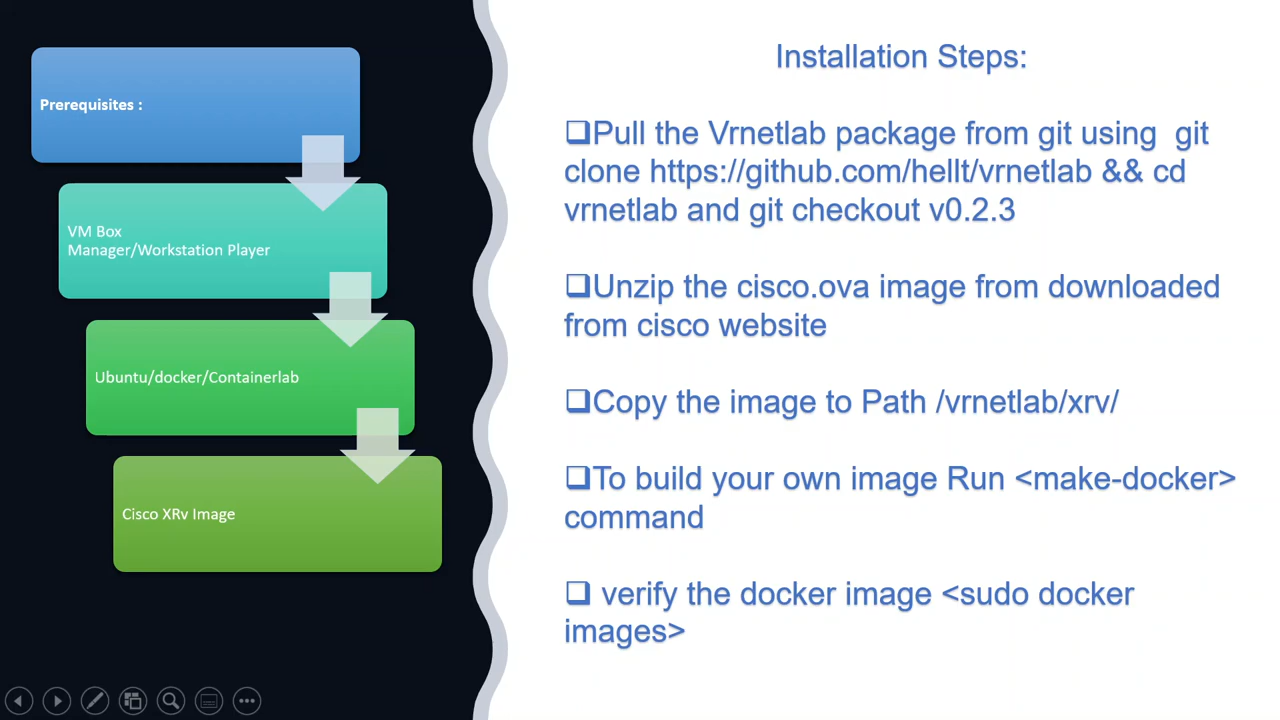 Prerequisites :
VM Box
Manager/Workstation Player
Ubuntu/docker/Containerlab
Cisco XRv Image
Installation Steps:
❑Pull the Vrnetlab package from git using  git
clone https://github.com/hellt/vrnetlab && cd
vrnetlab and git checkout v0.2.3
❑Unzip the cisco.ova image from downloaded
from cisco website
❑Copy the image to Path /vrnetlab/xrv/
❑To build your own image Run <make-docker>
command
❑ verify the docker image <sudo docker
images>